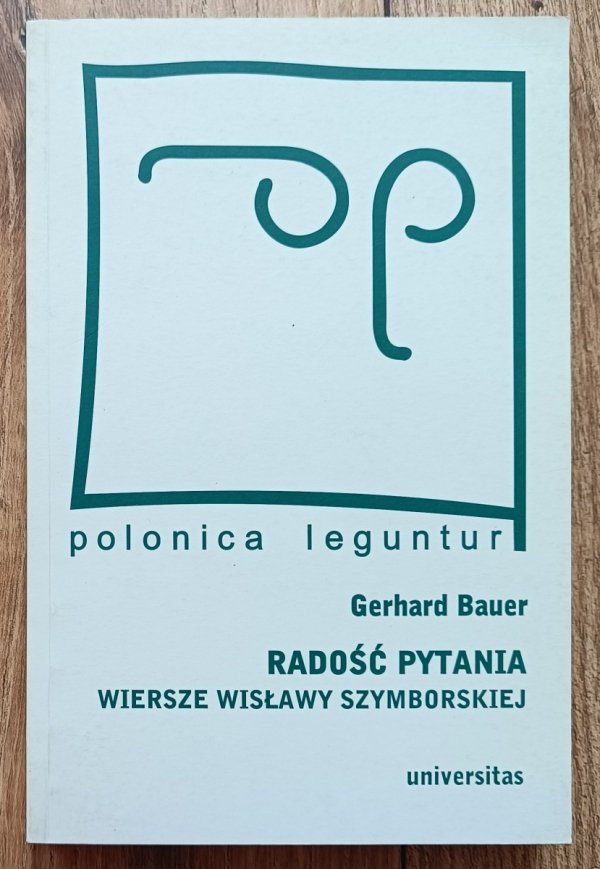 polonica leguntur
Gerhard Bauer
RADOŚĆ PYTANIA
WIERSZE WISŁAWY SZYMBORSKIEJ
universitas